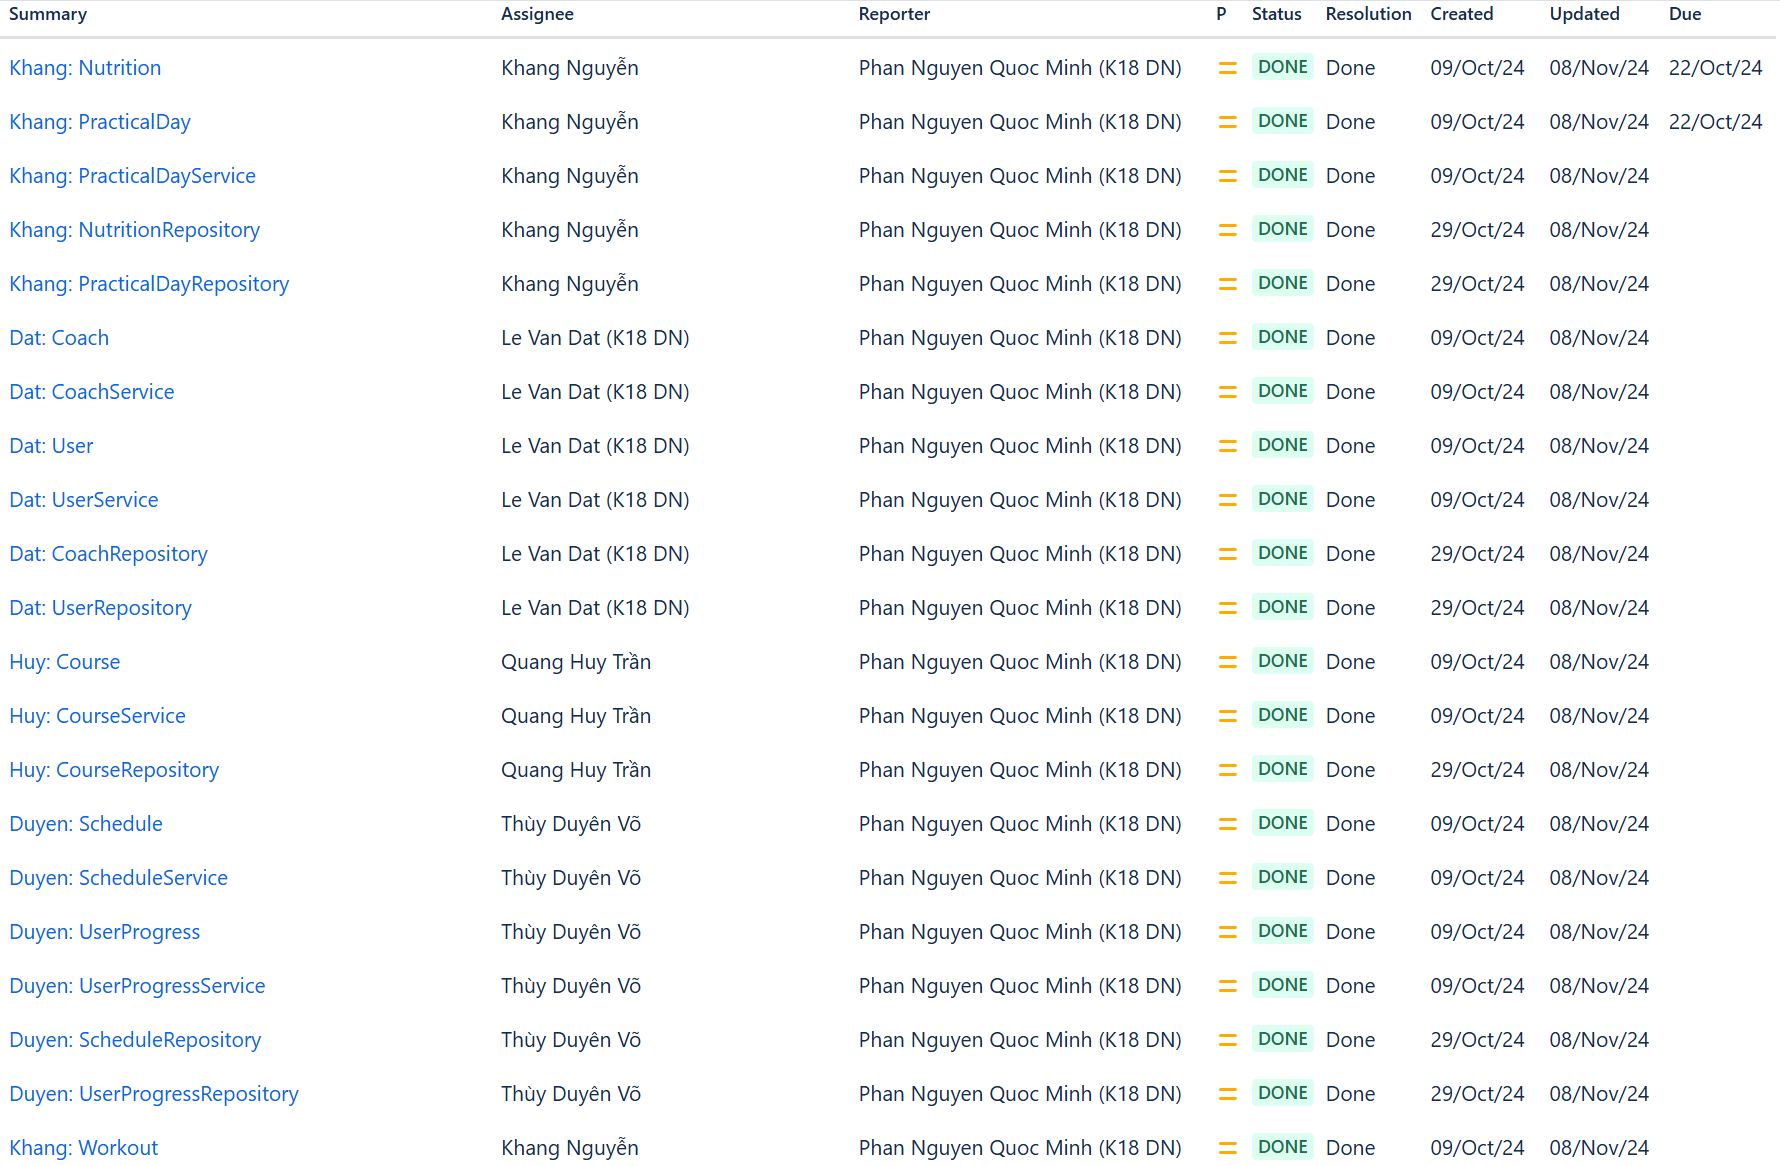 Summary Assignee Reporter P Status Resolution Created Updated Due
Khang: Nutrition Khang Nguyễn Phan Nguyen Quoc Minh (K18 DN) DONE Done 09/Oct/24 08/Nov/24 22/Oct/24
Khang: PracticalDay Khang Nguyễn Phan Nguyen Quoc Minh (K18 DN) DONE Done 09/Oct/24 08/Nov/24 22/Oct/24
Khang: PracticalDayService Khang Nguyễn Phan Nguyen Quoc Minh (K18 DN) DONE Done 09/Oct/24 08/Nov/24
Khang: NutritionRepository Khang Nguyễn Phan Nguyen Quoc Minh (K18 DN) DONE Done 29/Oct/24 08/Nov/24
Khang: PracticalDayRepository Khang Nguyễn Phan Nguyen Quoc Minh (K18 DN) DONE Done 29/Oct/24 08/Nov/24
Dat: Coach Le Van Dat (K18 DN) Phan Nguyen Quoc Minh (K18 DN) DONE Done 09/Oct/24 08/Nov/24
Dat: CoachService Le Van Dat (K18 DN) Phan Nguyen Quoc Minh (K18 DN) DONE Done 09/Oct/24 08/Nov/24
Dat: User Le Van Dat (K18 DN) Phan Nguyen Quoc Minh (K18 DN) DONE Done 09/Oct/24 08/Nov/24
Dat: UserService Le Van Dat (K18 DN) Phan Nguyen Quoc Minh (K18 DN) DONE Done 09/Oct/24 08/Nov/24
Dat: CoachRepository Le Van Dat (K18 DN) Phan Nguyen Quoc Minh (K18 DN) DONE Done 29/Oct/24 08/Nov/24
Dat: UserRepository Le Van Dat (K18 DN) Phan Nguyen Quoc Minh (K18 DN) DONE Done 29/Oct/24 08/Nov/24
Huy: Course Quang Huy Trần Phan Nguyen Quoc Minh (K18 DN) DONE Done 09/Oct/24 08/Nov/24
Huy: CourseService Quang Huy Trần Phan Nguyen Quoc Minh (K18 DN) DONE Done 09/Oct/24 08/Nov/24
Huy: CourseRepository Quang Huy Trần Phan Nguyen Quoc Minh (K18 DN) DONE Done 29/Oct/24 08/Nov/24
Duyen: Schedule Thùy Duyên Võ Phan Nguyen Quoc Minh (K18 DN) DONE Done 09/Oct/24 08/Nov/24
Duyen: ScheduleService Thùy Duyên Võ Phan Nguyen Quoc Minh (K18 DN) DONE Done 09/Oct/24 08/Nov/24
Duyen: UserProgress Thùy Duyên Võ Phan Nguyen Quoc Minh (K18 DN) DONE Done 09/Oct/24 08/Nov/24
Duyen: UserProgressService Thùy Duyên Võ Phan Nguyen Quoc Minh (K18 DN) DONE Done 09/Oct/24 08/Nov/24
Duyen: ScheduleRepository Thùy Duyên Võ Phan Nguyen Quoc Minh (K18 DN) DONE Done 29/Oct/24 08/Nov/24
Duyen: UserProgressRepository Thùy Duyên Võ Phan Nguyen Quoc Minh (K18 DN) DONE Done 29/Oct/24 08/Nov/24
Khang: Workout Khang Nguyễn Phan Nguyen Quoc Minh (K18 DN) DONE Done 09/Oct/24 08/Nov/24